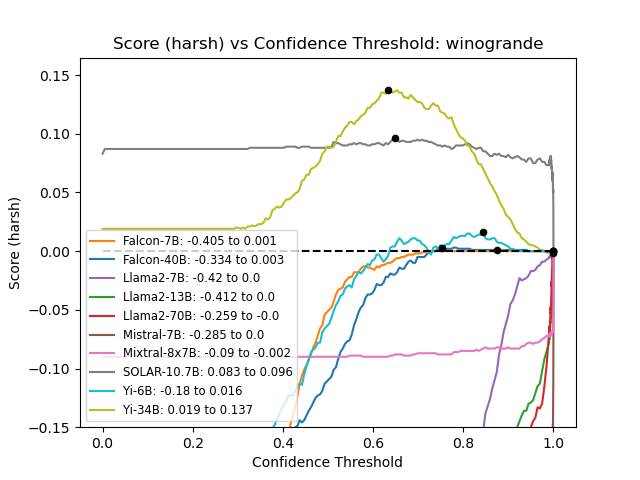 Score (harsh) vs Confidence Threshold: winogrande
Score (harsh)
0.15
0.10
0.05
0.00
−0.05
−0.10
−0.15
Falcon-7B: -0.405 to 0.001
Falcon-40B: -0.334 to 0.003
Llama2-7B: -0.42 to 0.0
Llama2-13B: -0.412 to 0.0
Llama2-70B: -0.259 to -0.0
Mistral-7B: -0.285 to 0.0
Mixtral-8x7B: -0.09 to -0.002
SOLAR-10.7B: 0.083 to 0.096
Yi-6B: -0.18 to 0.016
Yi-34B: 0.019 to 0.137
0.0 0.2 0.4 0.6 0.8 1.0
Confidence Threshold